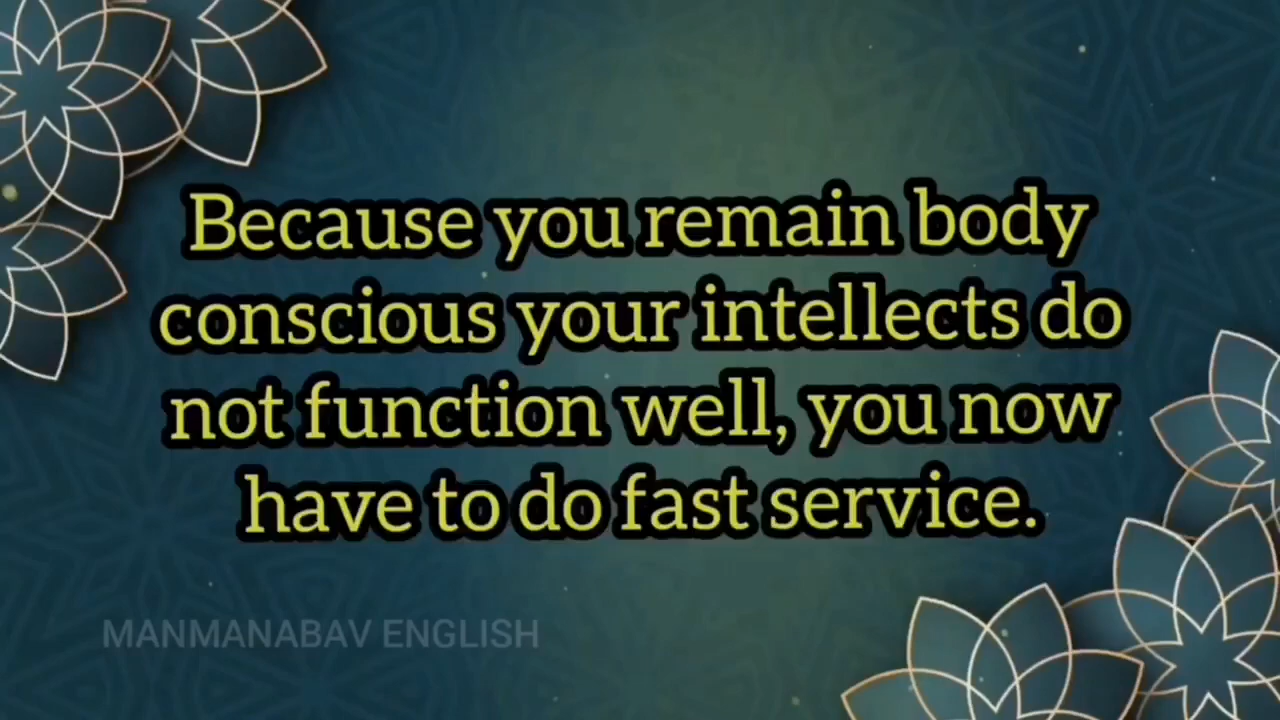 Because you remain body
conscious your intellects do
not function well, you now
have to do fast service.
MANMANABAV ENGLISH